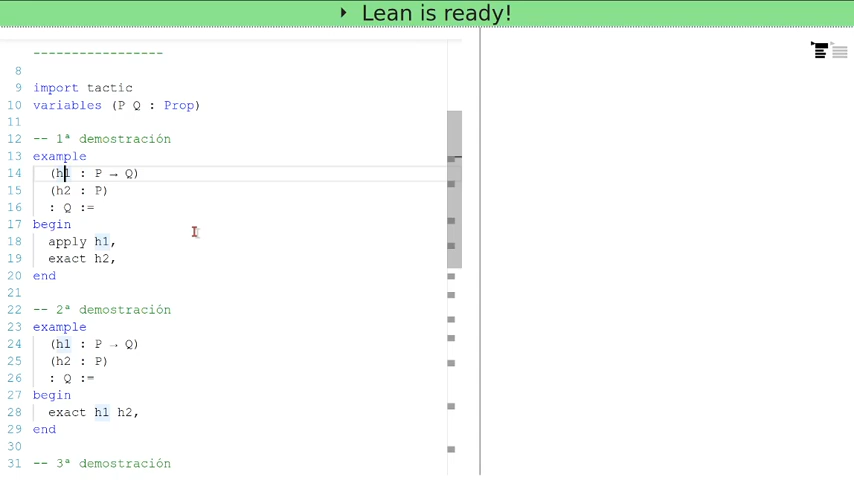 Lean is ready!
-----------------
8
9 import tactic
10 variables (P Q : Prop)
11
12 -- 1ª demostración
13 example
14 (h1 : P → Q)
15 (h2 : P)
16 : Q :=
17 begin
18 apply h1,
19 exact h2,
20 end
21
22 -- 2ª demostración
23 example
24 (h1 : P → Q)
25 (h2 : P)
26 : Q :=
27 begin
28 exact h1 h2,
29 end
30
31 -- 3ª demostración